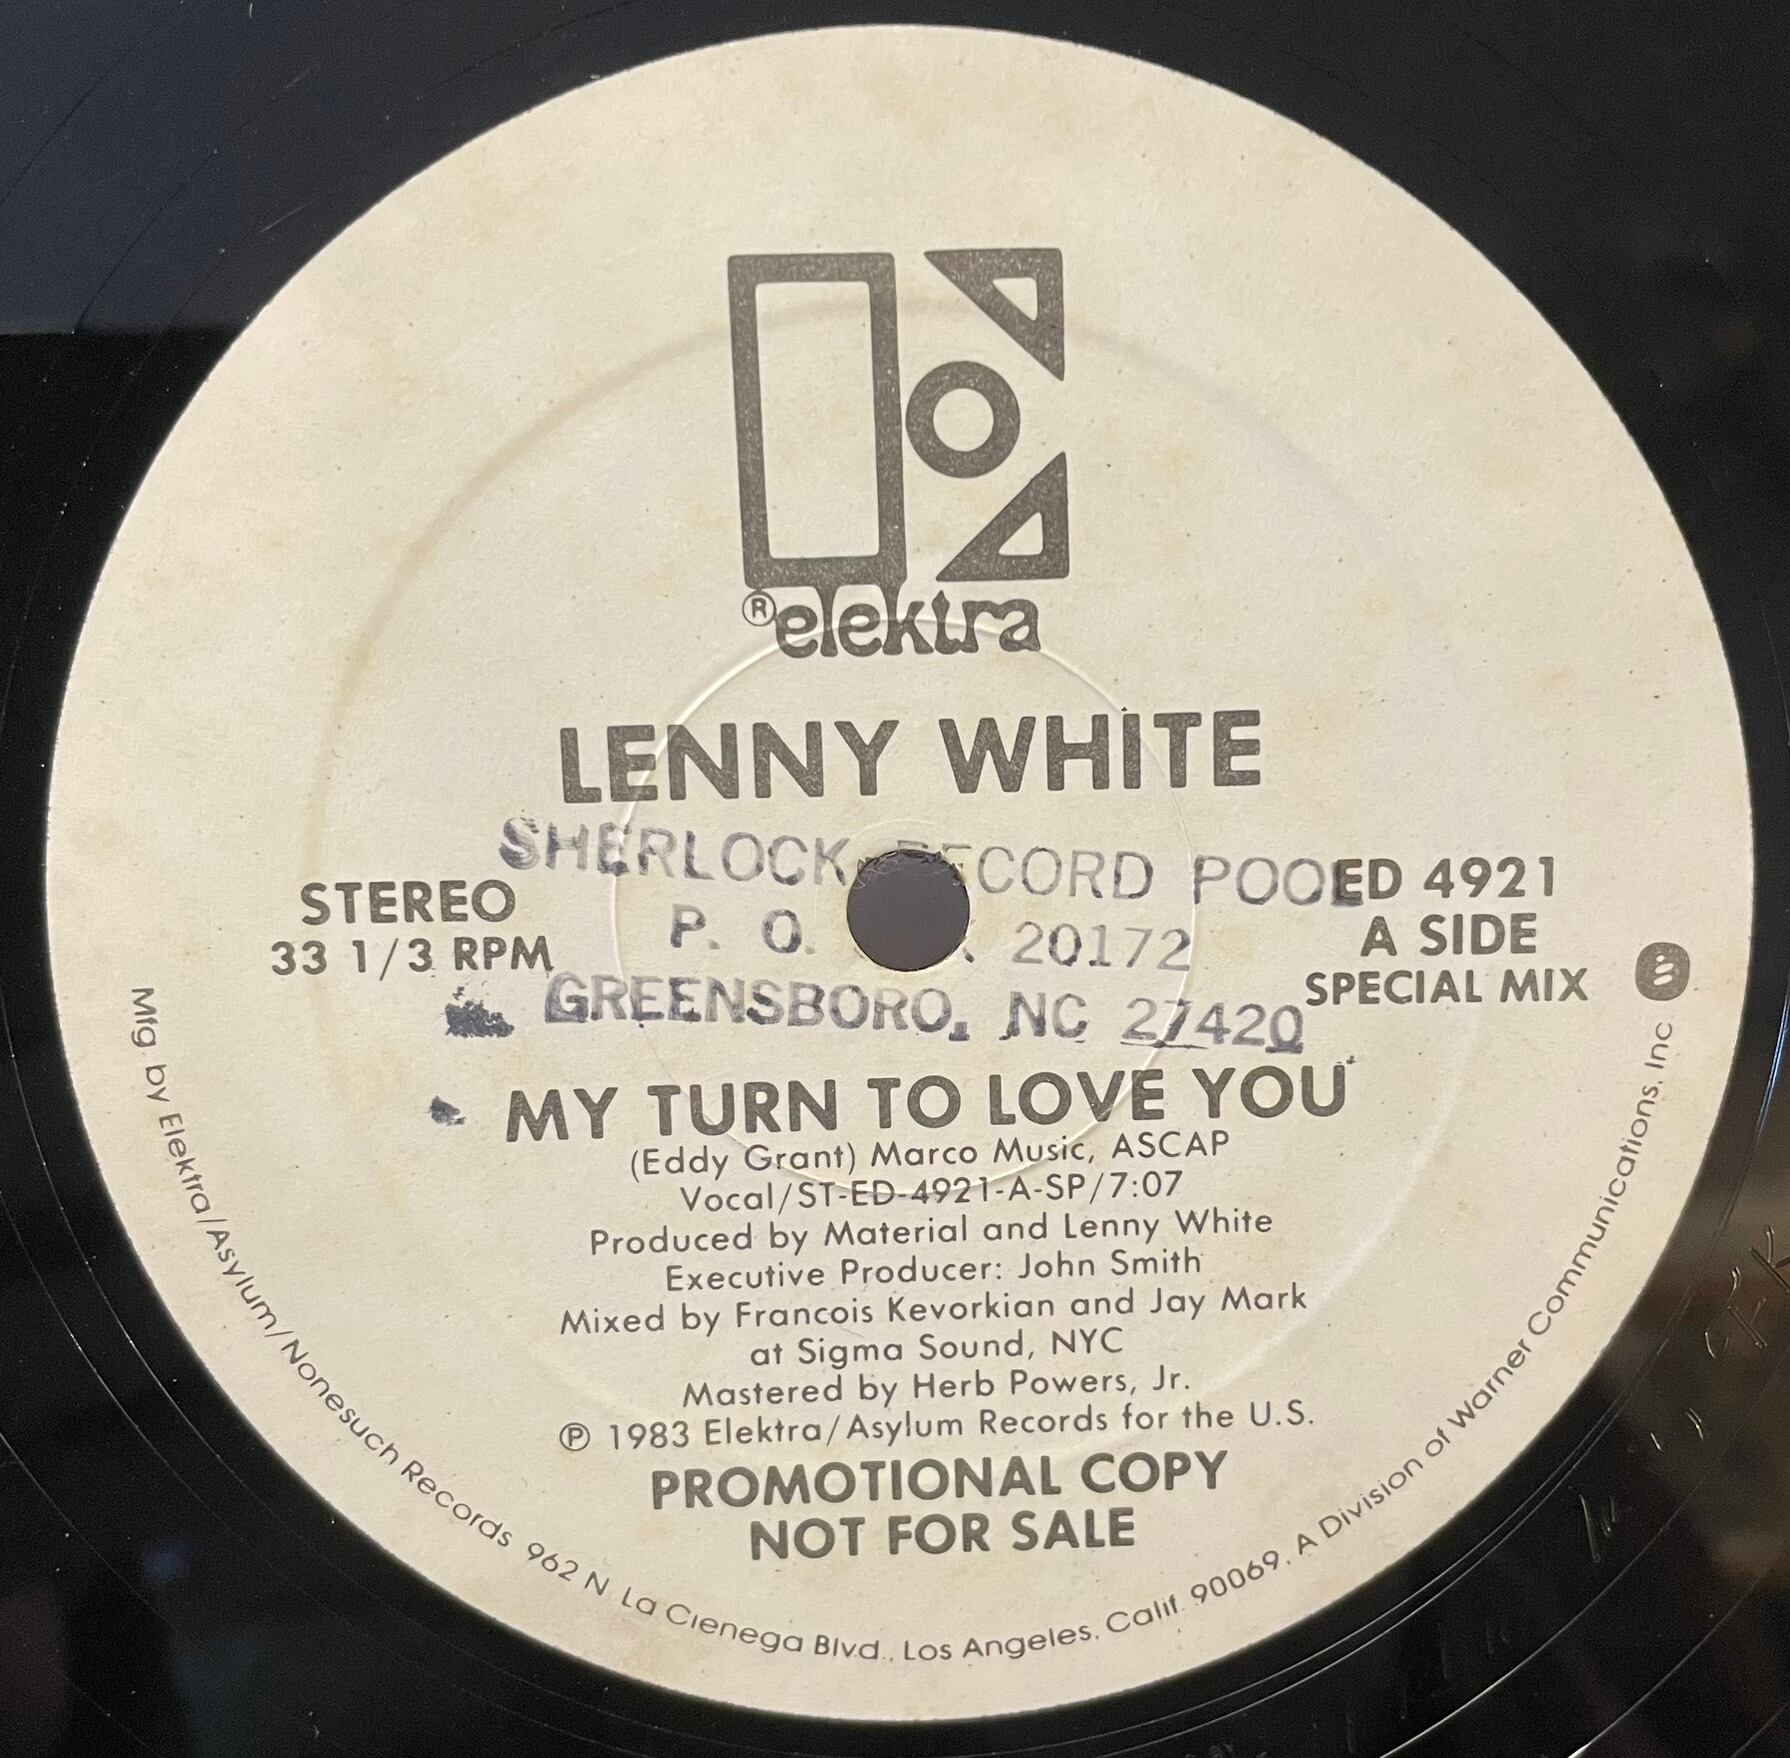 ® elektra
LENNY WHITE
SHERLOCK RECORD POOL
P. O. 20172
GREENSBORO, NC 27420
STEREO
33 1/3 RPM
ED 4921
A SIDE
SPECIAL MIX
MY TURN TO LOVE YOU
(Eddy Grant) Marco Music, ASCAP
Vocal/ST-ED-4921-A-SP/7:07
Produced by Material and Lenny White
Executive Producer: John Smith
Mixed by Francois Kevorkian and Jay Mark
at Sigma Sound, NYC
Mastered by Herb Powers, Jr.
℗ 1983 Elektra/Asylum Records for the U.S.
PROMOTIONAL COPY
NOT FOR SALE
Mfg. by Elektra/Asylum/Nonesuch Records 962 N. La Cienega Blvd., Los Angeles, Calif. 90069. A Division of Warner Communications, Inc